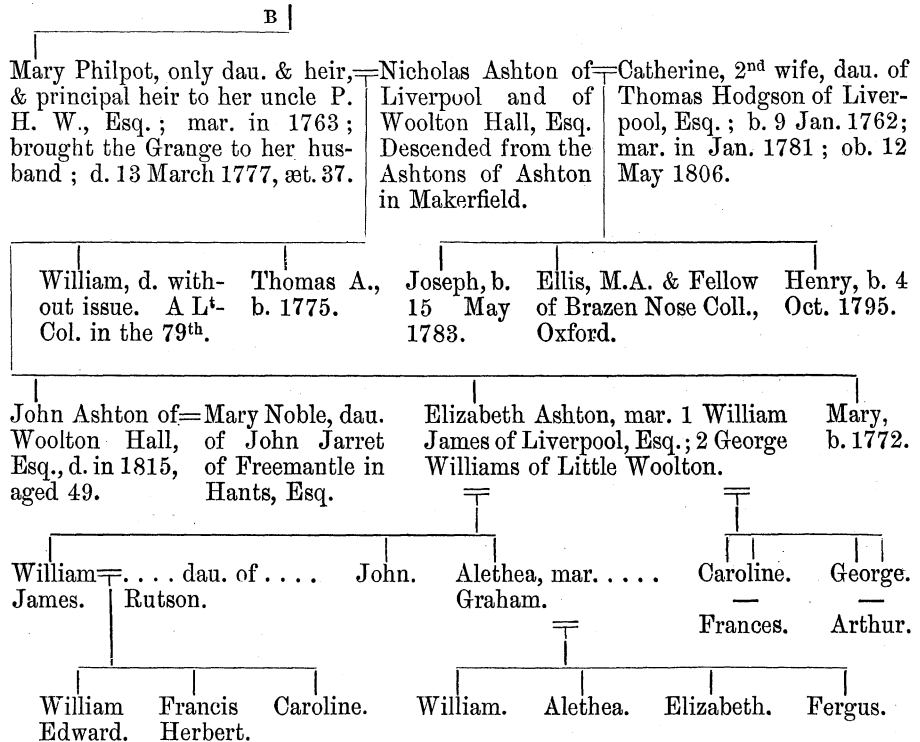 B
Mary Philpot, only dau. & heir,
& principal heir to her uncle P.
H. W., Esq. ; mar. in 1763 ;
brought the Grange to her hus-
band ; d. 13 March 1777, æt. 37.
=Nicholas Ashton of
Liverpool and of
Woolton Hall, Esq.
Descended from the
Ashtons of Ashton
in Makerfield.
=Catherine, 2nd wife, dau. of
Thomas Hodgson of Liver-
pool, Esq. ; b. 9 Jan. 1762;
mar. in Jan. 1781 ; ob. 12
May 1806.
William, d. with-
out issue. A Lt-
Col. in the 79th.
Thomas A.,
b. 1775.
Joseph, b.
15 May
1783.
Ellis, M.A. & Fellow
of Brazen Nose Coll.,
Oxford.
Henry, b. 4
Oct. 1795.
John Ashton of
Woolton Hall,
Esq., d. in 1815,
aged 49.
=Mary Noble, dau.
of John Jarret
of Freemantle in
Hants, Esq.
Elizabeth Ashton, mar. 1 William
James of Liverpool, Esq.; 2 George
Williams of Little Woolton.
Mary,
b. 1772.
William
James.
=.... dau. of ....
Rutson.
John.
Alethea, mar. ....
Graham.
Caroline.
—
Frances.
George.
—
Arthur.
William
Edward.
Francis
Herbert.
Caroline.
William.
Alethea.
Elizabeth.
Fergus.